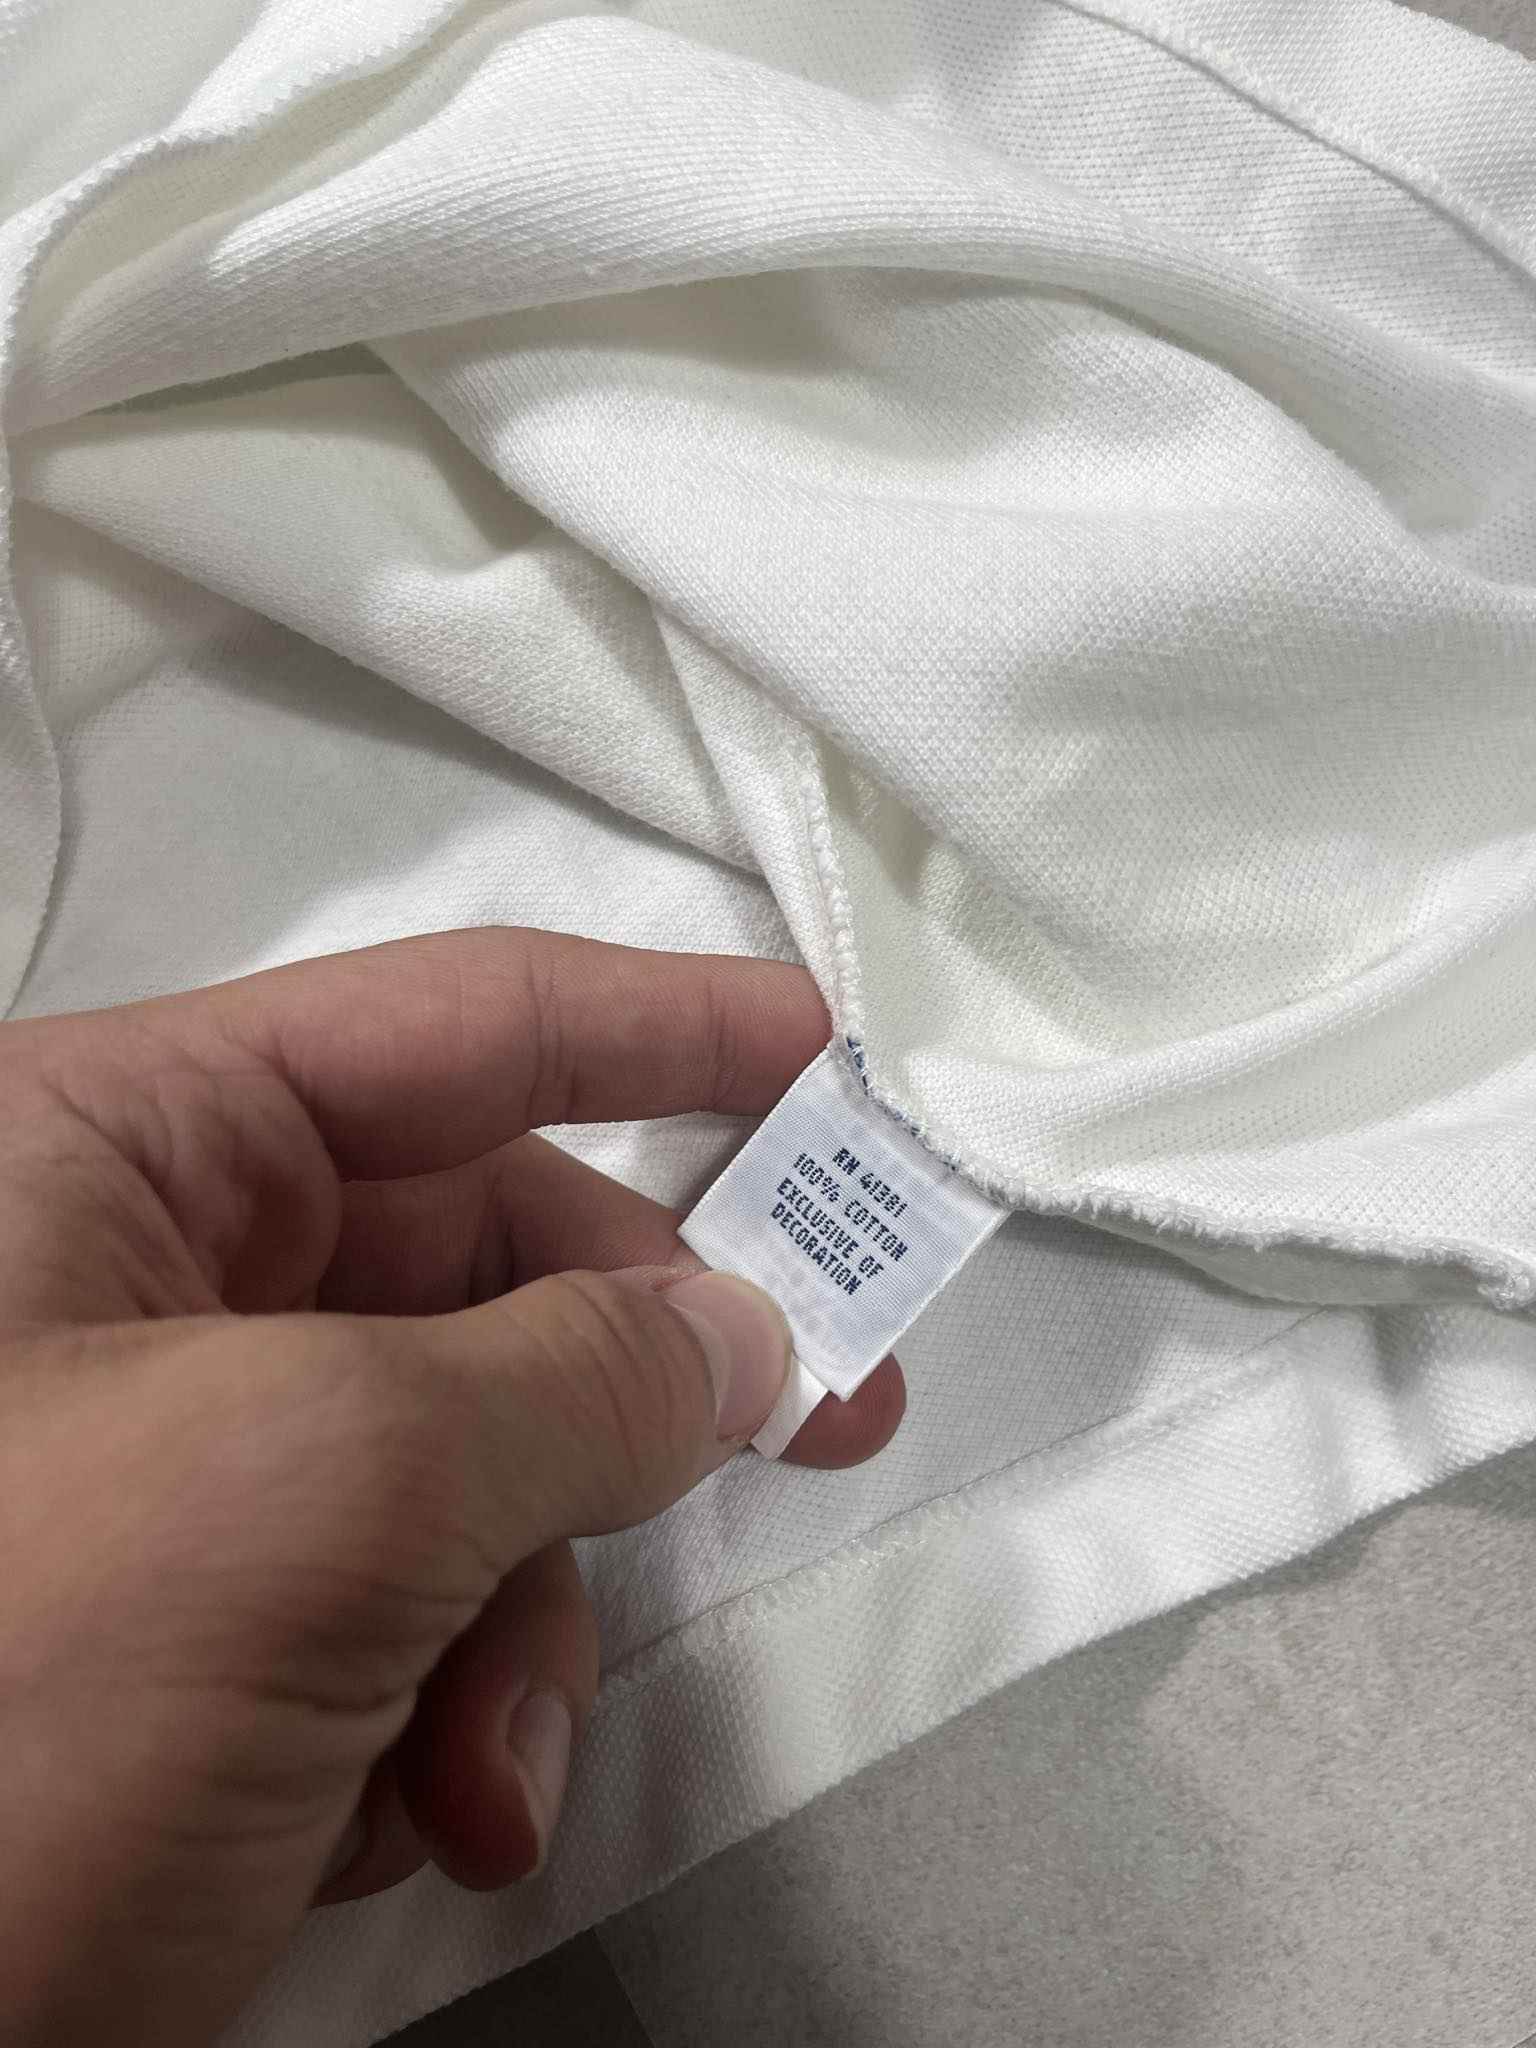 RN 41381
100% COTTON
EXCLUSIVE OF
DECORATION